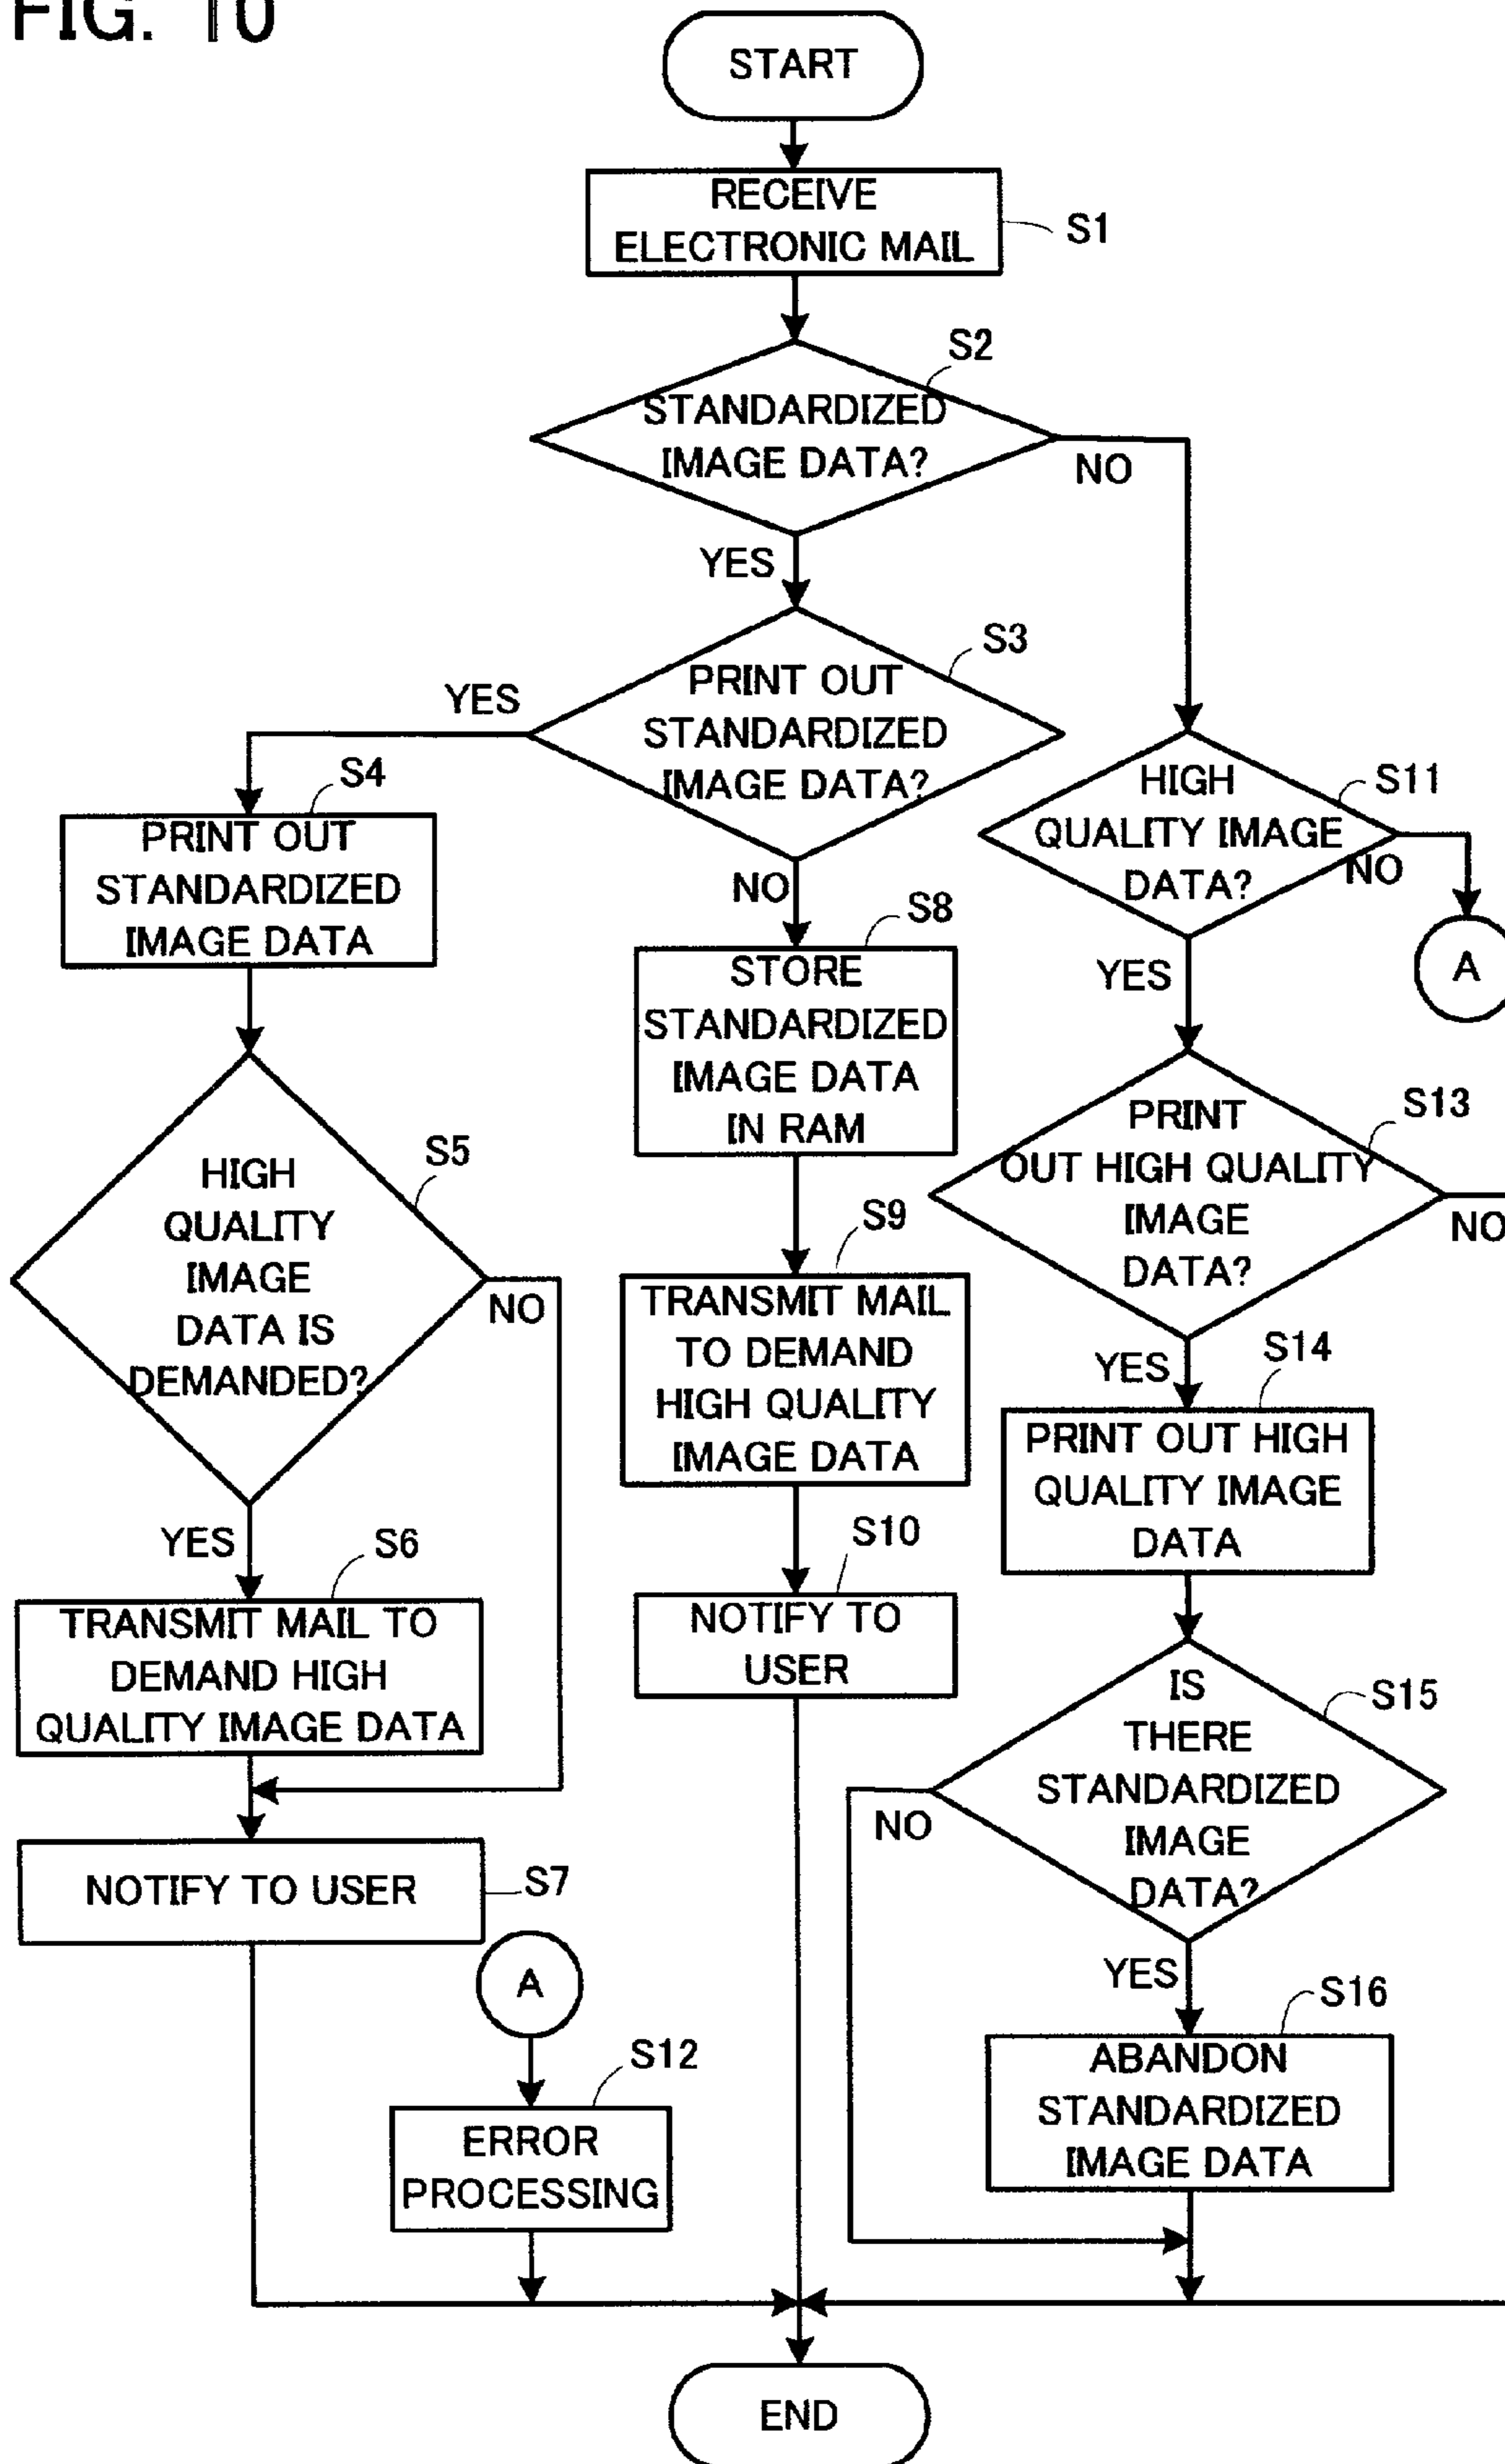 FIG. 10
START
RECEIVE
ELECTRONIC MAIL
S1
S2
STANDARDIZED
IMAGE DATA?
NO
YES
S3
PRINT OUT
STANDARDIZED
IMAGE DATA?
YES
NO
S4
PRINT OUT
STANDARDIZED
IMAGE DATA
S5
HIGH
QUALITY
IMAGE
DATA IS
DEMANDED?
NO
YES
S6
TRANSMIT MAIL TO
DEMAND HIGH
QUALITY IMAGE DATA
NOTIFY TO USER
S7
S8
STORE
STANDARDIZED
IMAGE DATA
IN RAM
S9
TRANSMIT MAIL
TO DEMAND
HIGH QUALITY
IMAGE DATA
S10
NOTIFY TO
USER
S11
HIGH
QUALITY IMAGE
DATA?
NO
A
YES
S13
PRINT
OUT HIGH QUALITY
IMAGE
DATA?
NO
YES
S14
PRINT OUT HIGH
QUALITY IMAGE
DATA
S15
IS
THERE
STANDARDIZED
IMAGE
DATA?
NO
YES
S16
ABANDON
STANDARDIZED
IMAGE DATA
A
S12
ERROR
PROCESSING
END